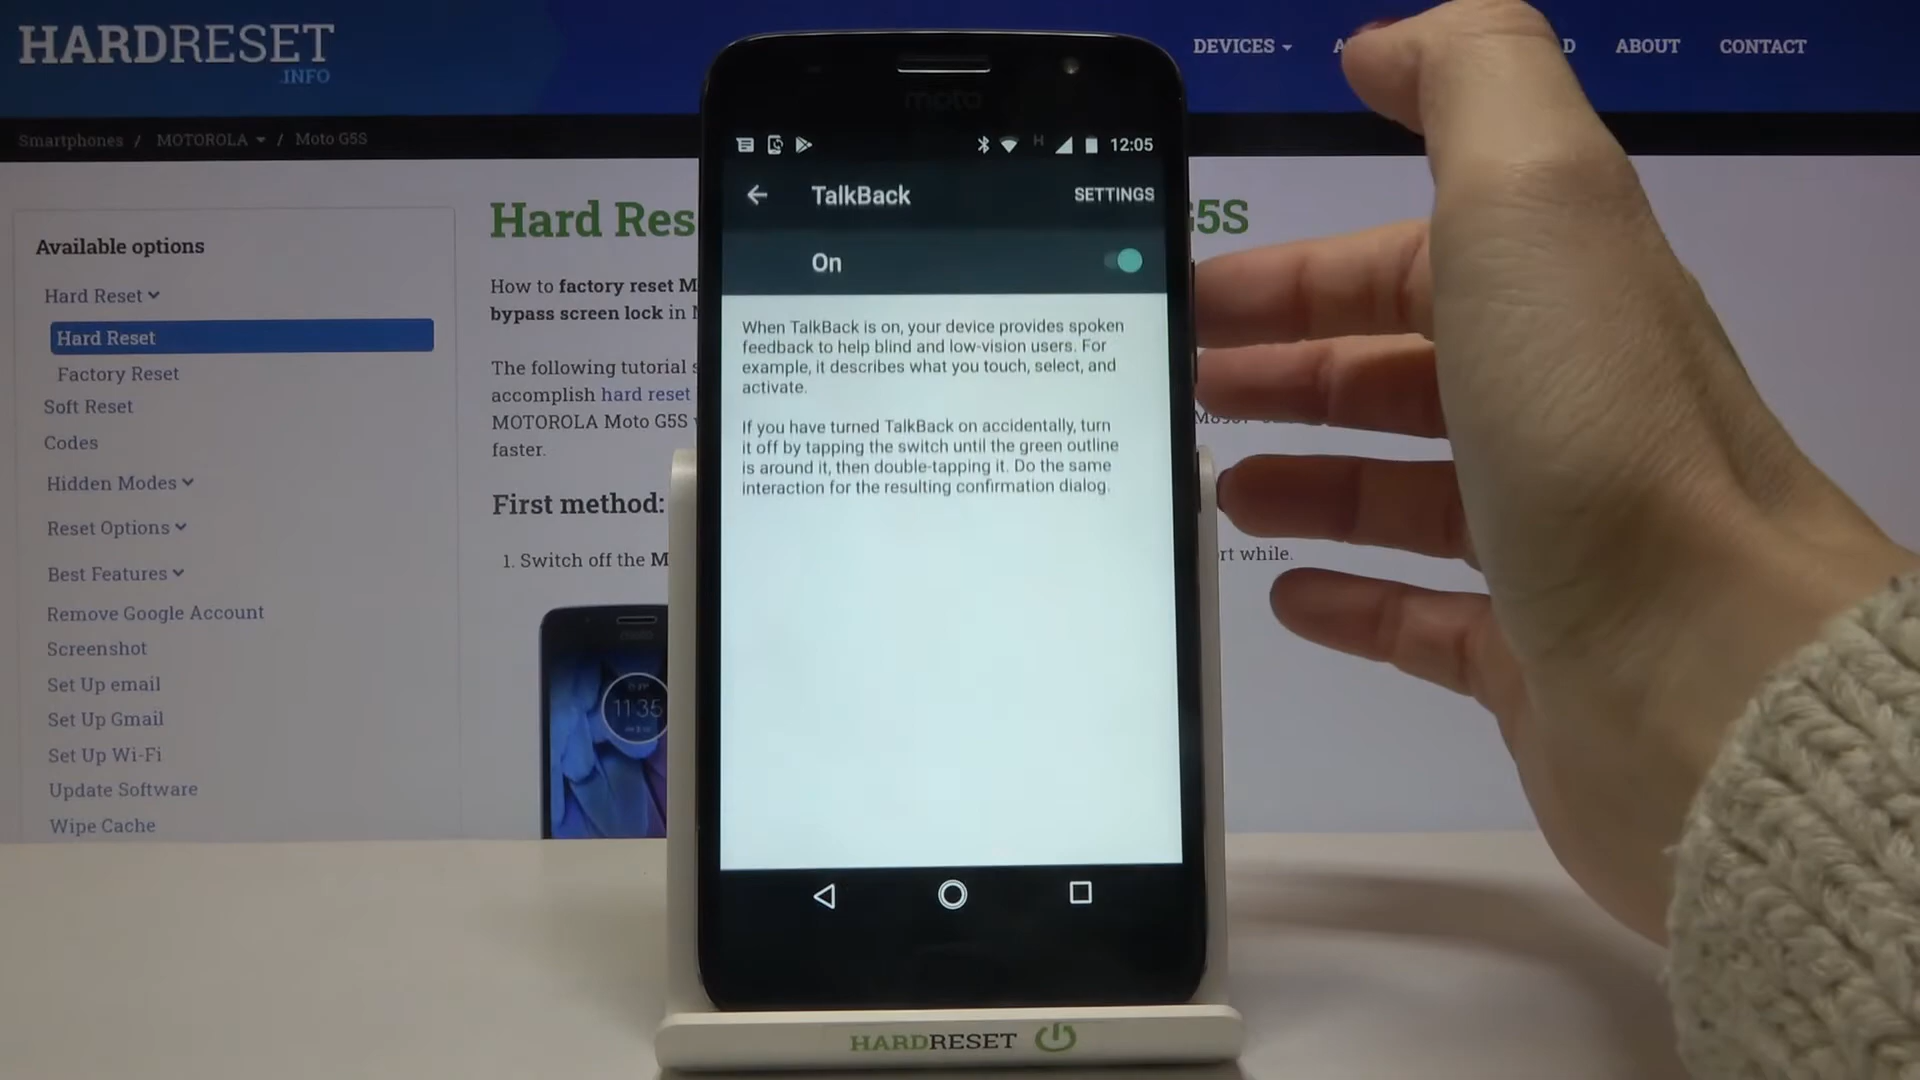 HARDRESET
.INFO
DEVICES
D
ABOUT
CONTACT
Smartphones / MOTOROLA / Moto G5S
Available options
Hard Reset
Hard Reset
Factory Reset
Soft Reset
Codes
Hidden Modes
Reset Options
Best Features
Remove Google Account
Screenshot
Set Up email
Set Up Gmail
Set Up Wi-Fi
Update Software
Wipe Cache
Hard Res
G5S
How to factory reset M
bypass screen lock in
The following tutorial s
accomplish hard reset
MOTOROLA Moto G5S
faster.
First method:
1. Switch off the M
rt while.
11:35
moto
H
12:05
TalkBack
SETTINGS
On
When TalkBack is on, your device provides spoken
feedback to help blind and low-vision users. For
example, it describes what you touch, select, and
activate.
If you have turned TalkBack on accidentally, turn
it off by tapping the switch until the green outline
is around it, then double-tapping it. Do the same
interaction for the resulting confirmation dialog.
HARDRESET